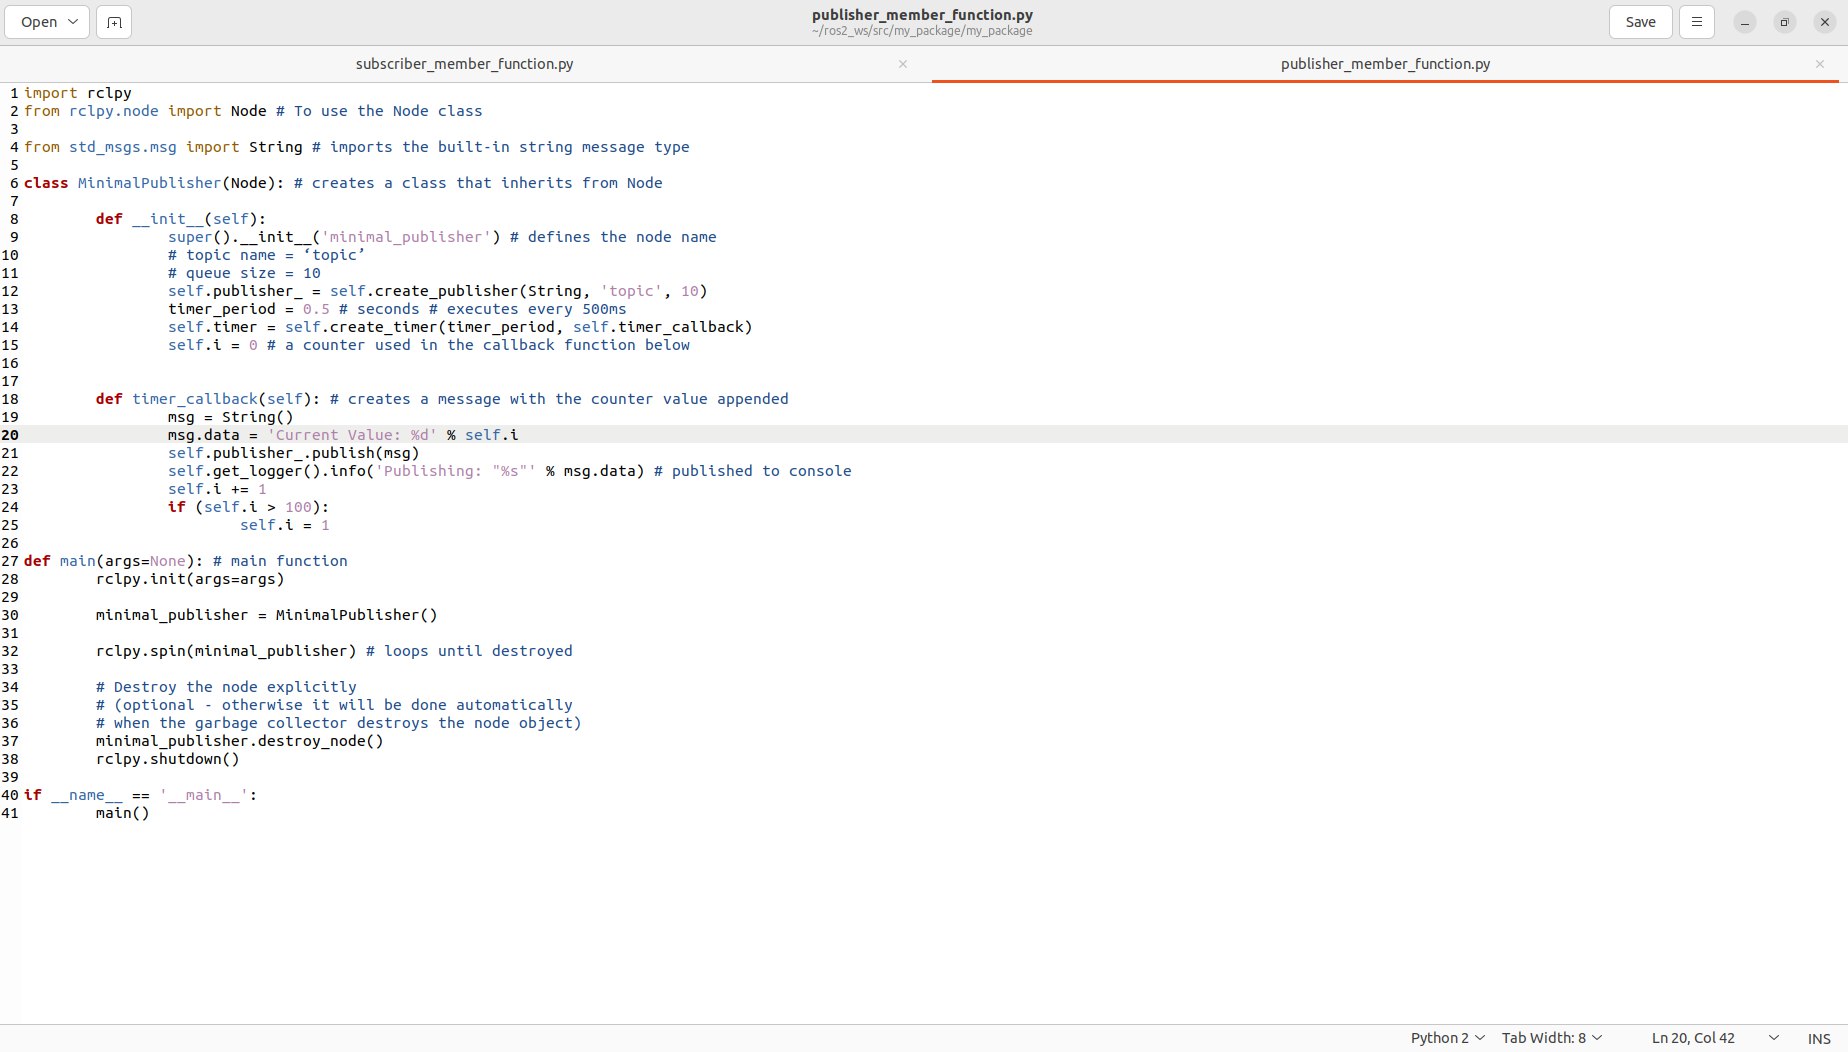 Open
publisher_member_function.py
~/ros2_ws/src/my_package/my_package
Save
subscriber_member_function.py
publisher_member_function.py
1 import rclpy
2 from rclpy.node import Node # To use the Node class
3
4 from std_msgs.msg import String # imports the built-in string message type
5
6 class MinimalPublisher(Node): # creates a class that inherits from Node
7
8         def __init__(self):
9                 super().__init__('minimal_publisher') # defines the node name
10                 # topic name = ‘topic’
11                 # queue size = 10
12                 self.publisher_ = self.create_publisher(String, 'topic', 10)
13                 timer_period = 0.5 # seconds # executes every 500ms
14                 self.timer = self.create_timer(timer_period, self.timer_callback)
15                 self.i = 0 # a counter used in the callback function below
16
17
18         def timer_callback(self): # creates a message with the counter value appended
19                 msg = String()
20                 msg.data = 'Current Value: %d' % self.i
21                 self.publisher_.publish(msg)
22                 self.get_logger().info('Publishing: "%s"' % msg.data) # published to console
23                 self.i += 1
24                 if (self.i > 100):
25                         self.i = 1
26
27 def main(args=None): # main function
28         rclpy.init(args=args)
29
30         minimal_publisher = MinimalPublisher()
31
32         rclpy.spin(minimal_publisher) # loops until destroyed
33
34         # Destroy the node explicitly
35         # (optional - otherwise it will be done automatically
36         # when the garbage collector destroys the node object)
37         minimal_publisher.destroy_node()
38         rclpy.shutdown()
39
40 if __name__ == '__main__':
41         main()
Python 2 Tab Width: 8 Ln 20, Col 42 INS